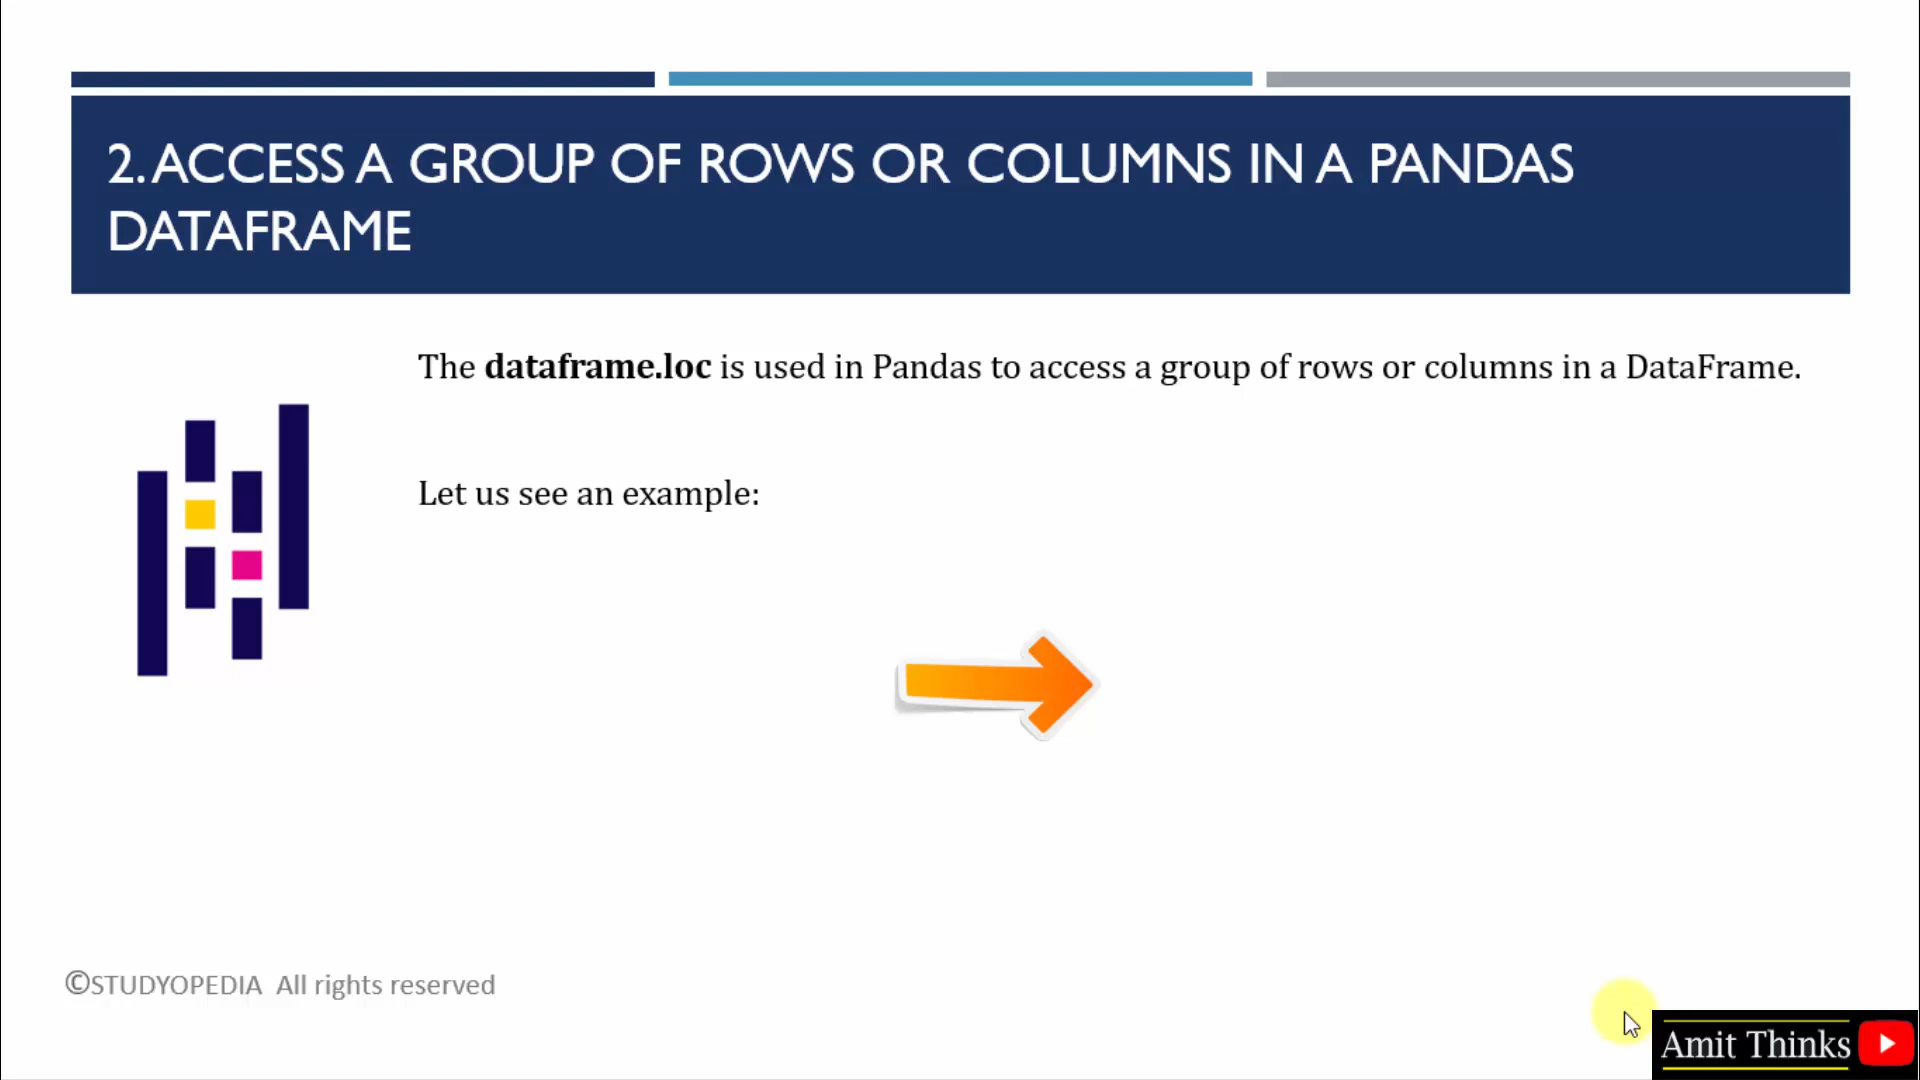 2. ACCESS A GROUP OF ROWS OR COLUMNS IN A PANDAS
DATAFRAME
The dataframe.loc is used in Pandas to access a group of rows or columns in a DataFrame.
Let us see an example:
©STUDYOPEDIA All rights reserved
Amit Thinks